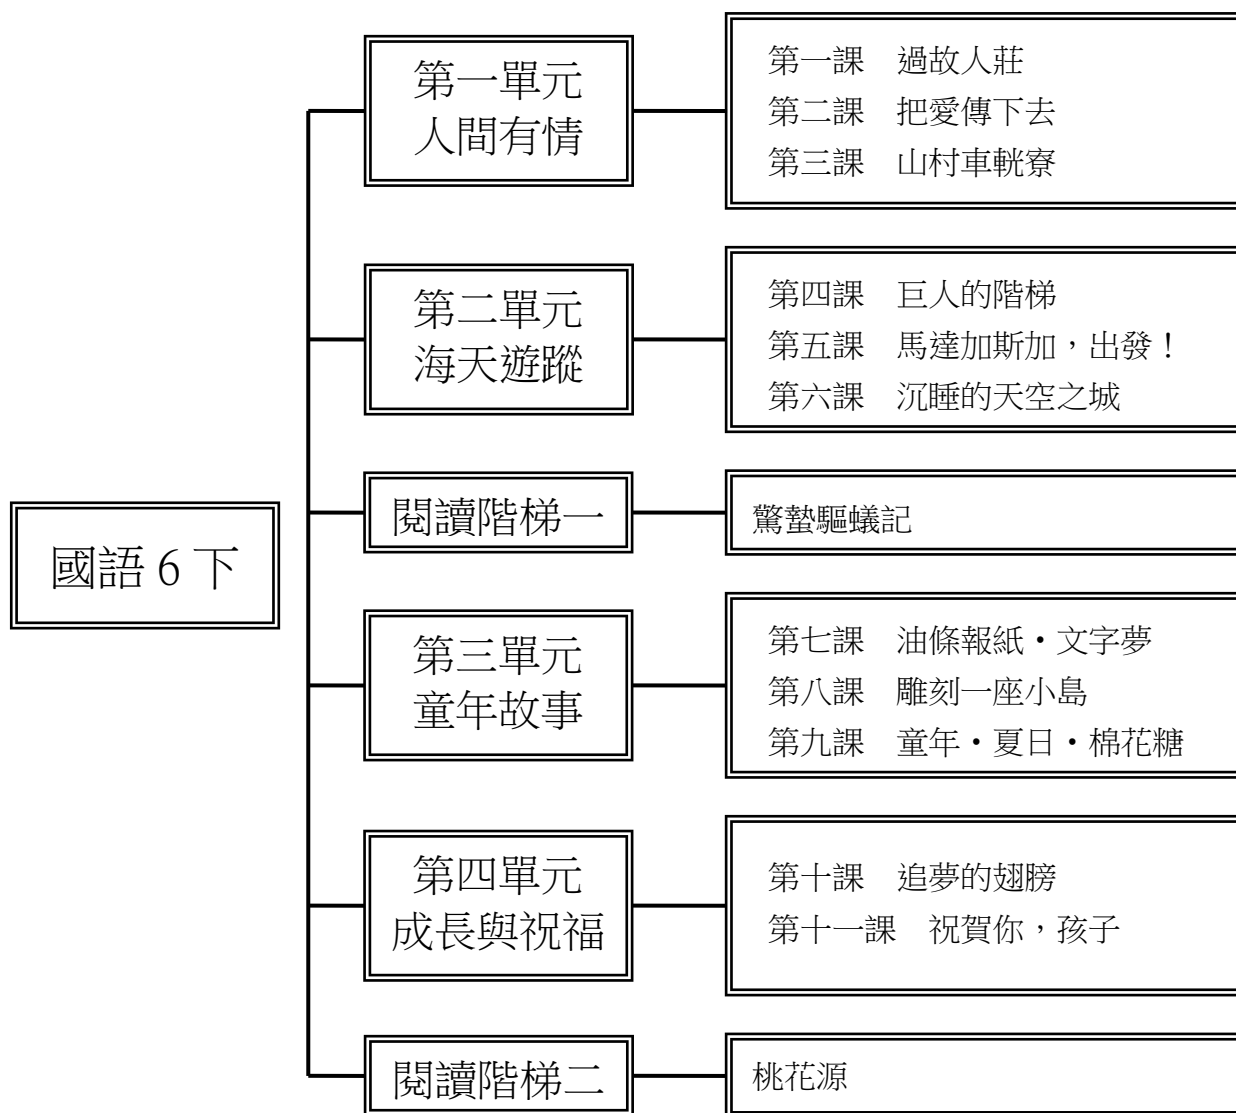 國語 6 下
第一單元
人間有情
第一課　過故人莊
第二課　把愛傳下去
第三課　山村車輄寮
第二單元
海天遊蹤
第四課　巨人的階梯
第五課　馬達加斯加，出發！
第六課　沉睡的天空之城
閱讀階梯一
驚蟄驅蟻記
第三單元
童年故事
第七課　油條報紙・文字夢
第八課　雕刻一座小島
第九課　童年・夏日・棉花糖
第四單元
成長與祝福
第十課　追夢的翅膀
第十一課　祝賀你，孩子
閱讀階梯二
桃花源